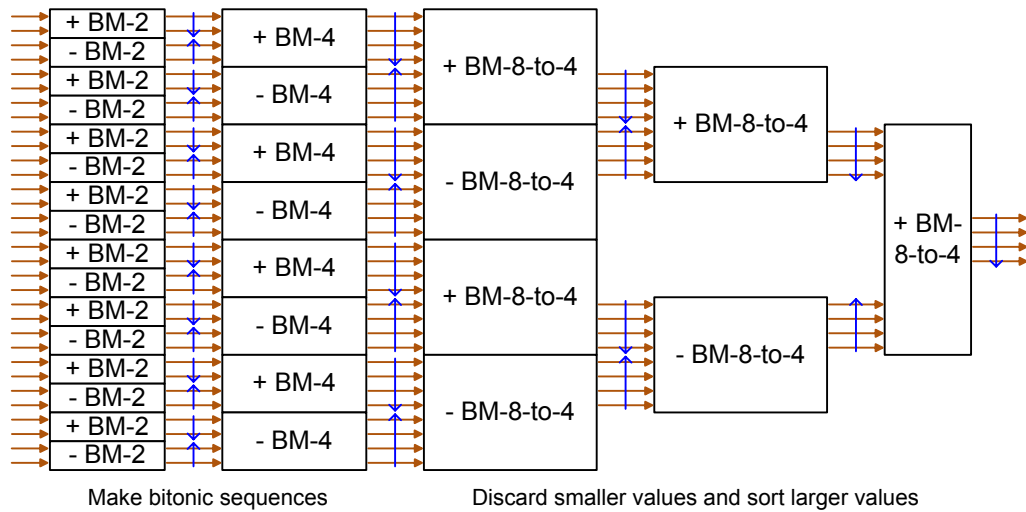 + BM-2
- BM-2
+ BM-2
- BM-2
+ BM-2
- BM-2
+ BM-2
- BM-2
+ BM-2
- BM-2
+ BM-2
- BM-2
+ BM-2
- BM-2
+ BM-2
- BM-2
+ BM-4
- BM-4
+ BM-4
- BM-4
+ BM-4
- BM-4
+ BM-4
- BM-4
+ BM-8-to-4
- BM-8-to-4
+ BM-8-to-4
- BM-8-to-4
+ BM-8-to-4
- BM-8-to-4
+ BM-
8-to-4
Make bitonic sequences
Discard smaller values and sort larger values